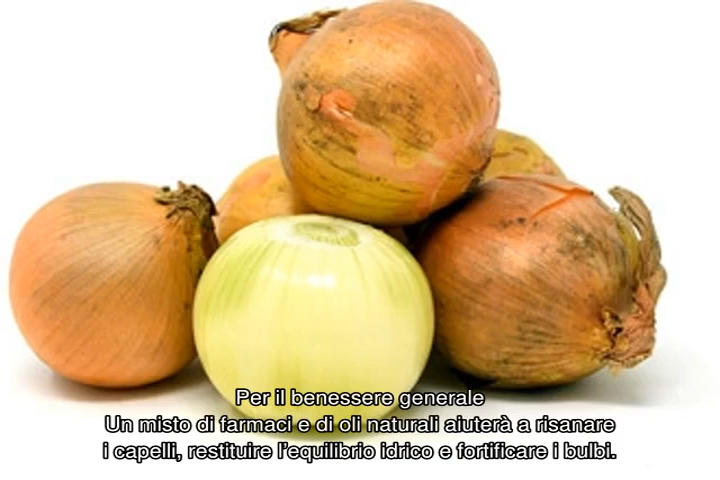 Per il benessere generale
Un misto di farmaci e di oli naturali aiuterà a risanare
i capelli, restituire l'equilibrio idrico e fortificare i bulbi.